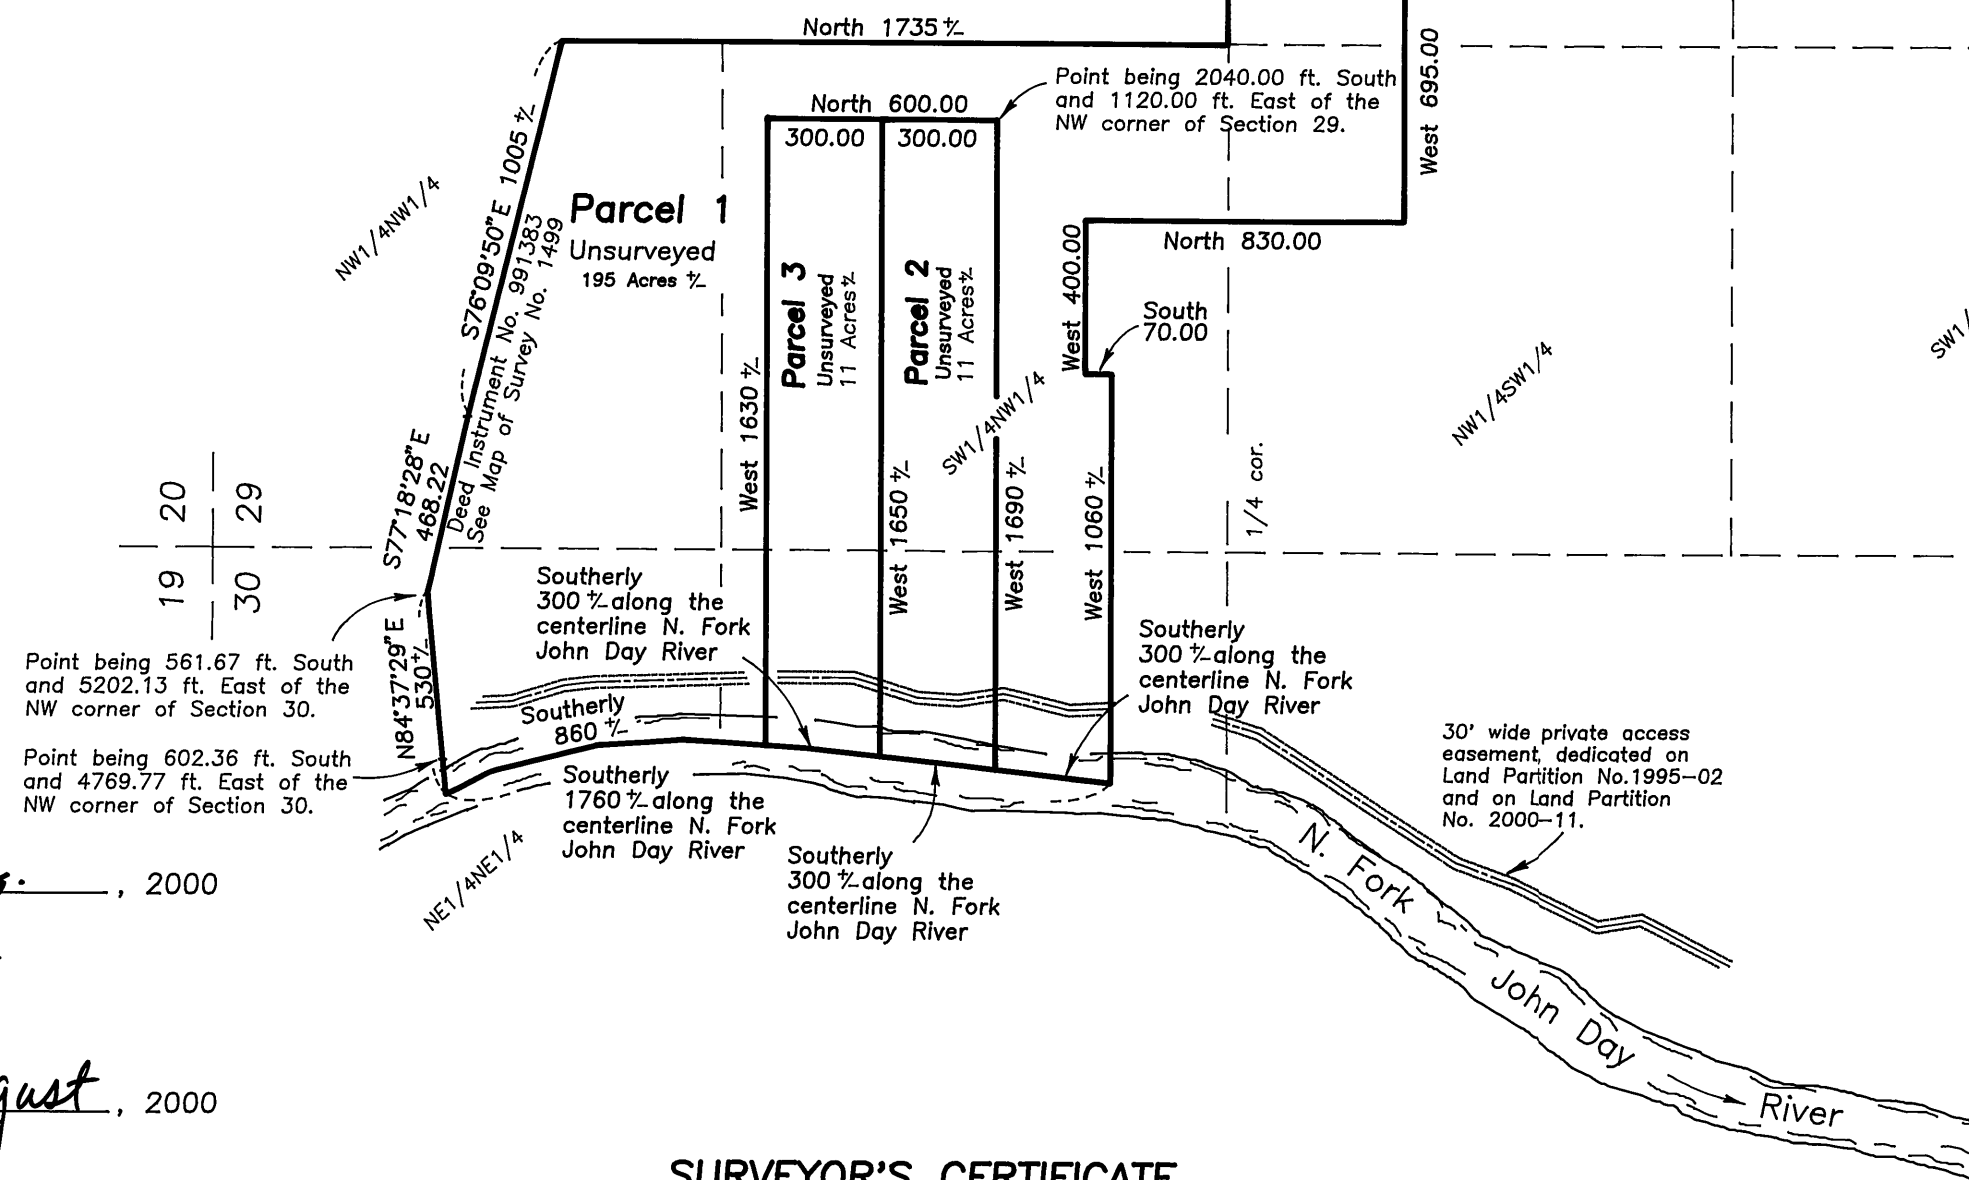 North 1735 +/-
Point being 2040.00 ft. South
and 1120.00 ft. East of the
NW corner of Section 29.
North 600.00
300.00
300.00
West 695.00
S76°09'50"E 1005 +/-
NW1/4NW1/4
Deed Instrument No. 991383
See Map of Survey No. 1499
Parcel 1
Unsurveyed
195 Acres +/-
Parcel 3
Unsurveyed
11 Acres +/-
Parcel 2
Unsurveyed
11 Acres +/-
North 830.00
West 400.00
South
70.00
SW1/4NW1/4
NW1/4SW1/4
SW1/
West 1630 +/-
West 1650 +/-
West 1690 +/-
West 1060 +/-
1/4 cor.
S77°18'28"E
468.22
20
29
19
30
Southerly
300 +/- along the
centerline N. Fork
John Day River
Southerly
300 +/- along the
centerline N. Fork
John Day River
Point being 561.67 ft. South
and 5202.13 ft. East of the
NW corner of Section 30.
N84°37'29"E
530 +/-
Southerly
860 +/-
Point being 602.36 ft. South
and 4769.77 ft. East of the
NW corner of Section 30.
Southerly
1760 +/- along the
centerline N. Fork
John Day River
30' wide private access
easement, dedicated on
Land Partition No.1995-02
and on Land Partition
No. 2000-11.
NE1/4NE1/4
Southerly
300 +/- along the
centerline N. Fork
John Day River
N. Fork
John Day
River
, 2000
gust , 2000
SURVEYOR'S CERTIFICATE